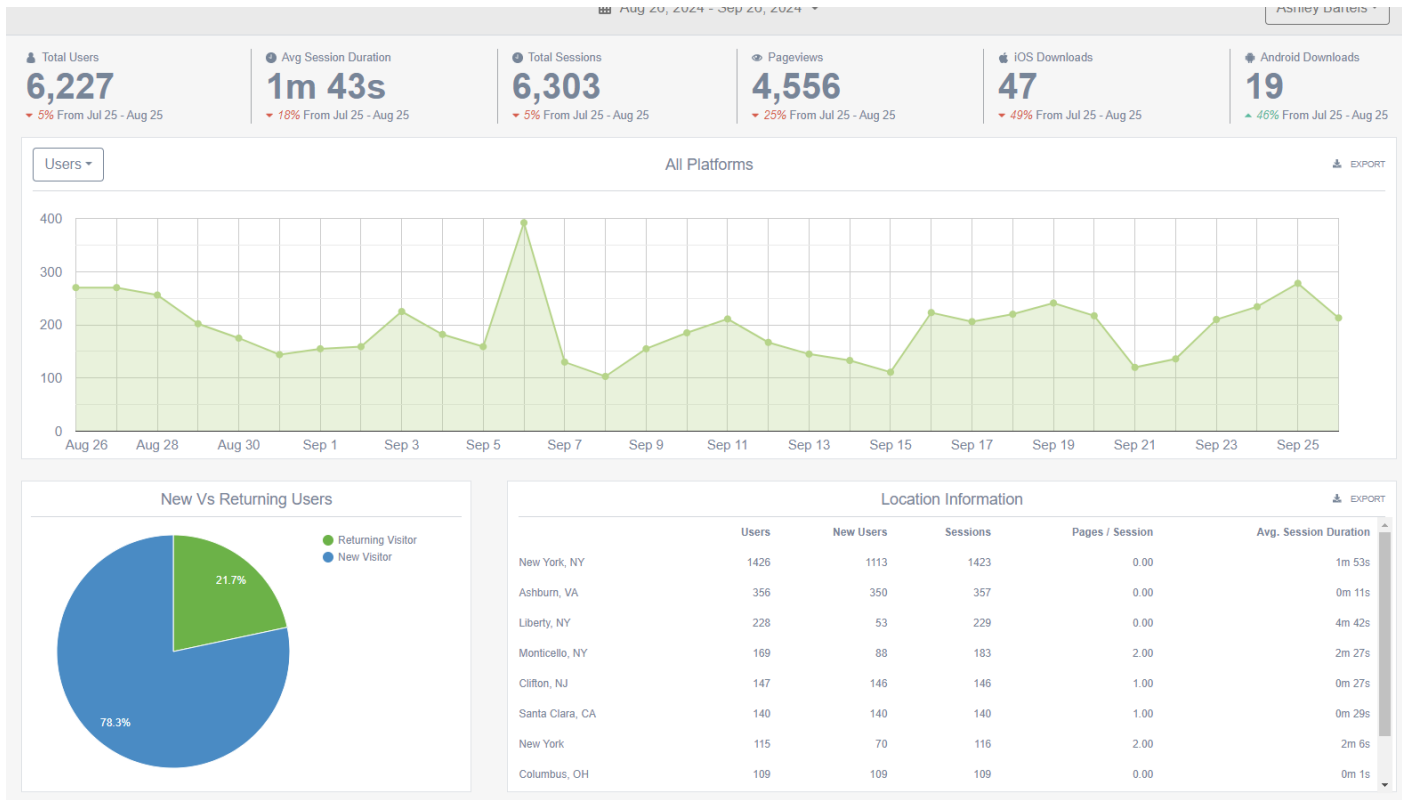 Aug 26, 2024 - Sep 26, 2024
Ashley Bartels
Total Users
6,227
5% From Jul 25 - Aug 25
Avg Session Duration
1m 43s
18% From Jul 25 - Aug 25
Total Sessions
6,303
5% From Jul 25 - Aug 25
Pageviews
4,556
25% From Jul 25 - Aug 25
iOS Downloads
47
49% From Jul 25 - Aug 25
Android Downloads
19
46% From Jul 25 - Aug 25
Users
All Platforms
EXPORT
400
300
200
100
0
Aug 26 Aug 28 Aug 30 Sep 1 Sep 3 Sep 5 Sep 7 Sep 9 Sep 11 Sep 13 Sep 15 Sep 17 Sep 19 Sep 21 Sep 23 Sep 25
New Vs Returning Users
Returning Visitor
New Visitor
21.7%
78.3%
Location Information
EXPORT
Users New Users Sessions Pages / Session Avg. Session Duration
New York, NY 1426 1113 1423 0.00 1m 53s
Ashburn, VA 356 350 357 0.00 0m 11s
Liberty, NY 228 53 229 0.00 4m 42s
Monticello, NY 169 88 183 2.00 2m 27s
Clifton, NJ 147 146 146 1.00 0m 27s
Santa Clara, CA 140 140 140 1.00 0m 29s
New York 115 70 116 2.00 2m 6s
Columbus, OH 109 109 109 0.00 0m 1s